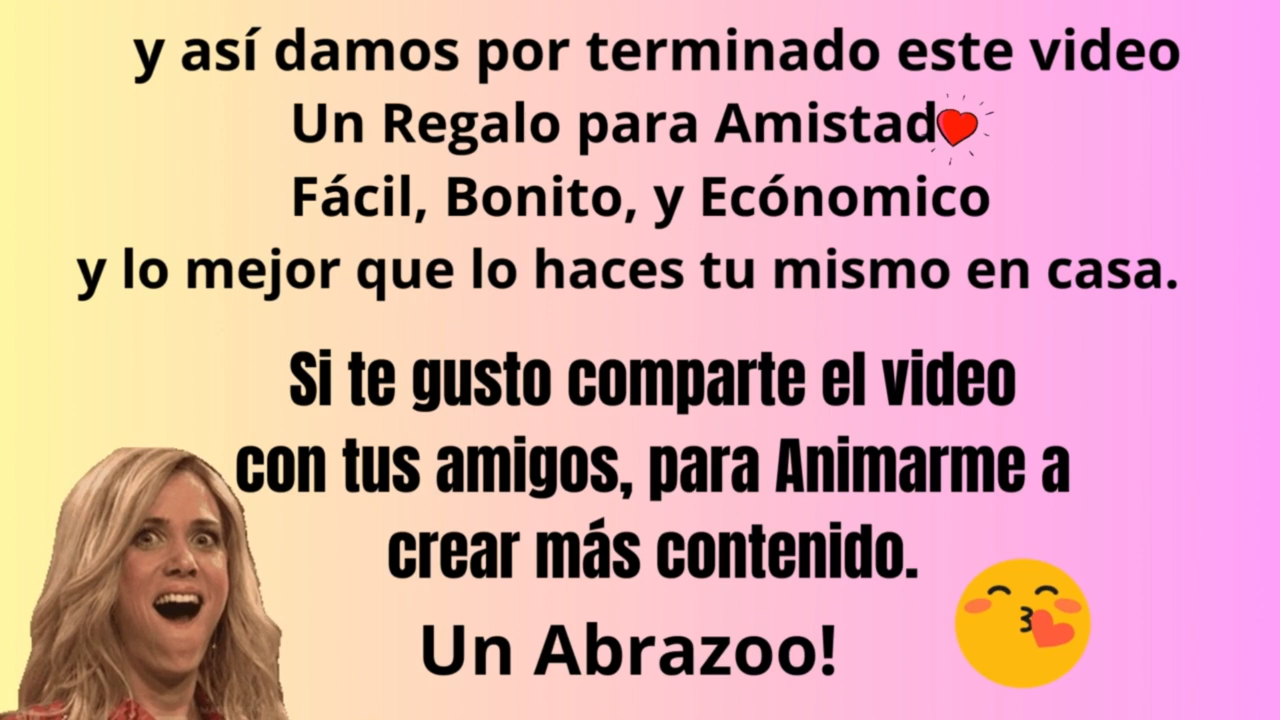 y así damos por terminado este video
Un Regalo para Amistad
Fácil, Bonito, y Ecónomico
y lo mejor que lo haces tu mismo en casa.
Si te gusto comparte el video
con tus amigos, para Animarme a
crear más contenido.
Un Abrazoo!